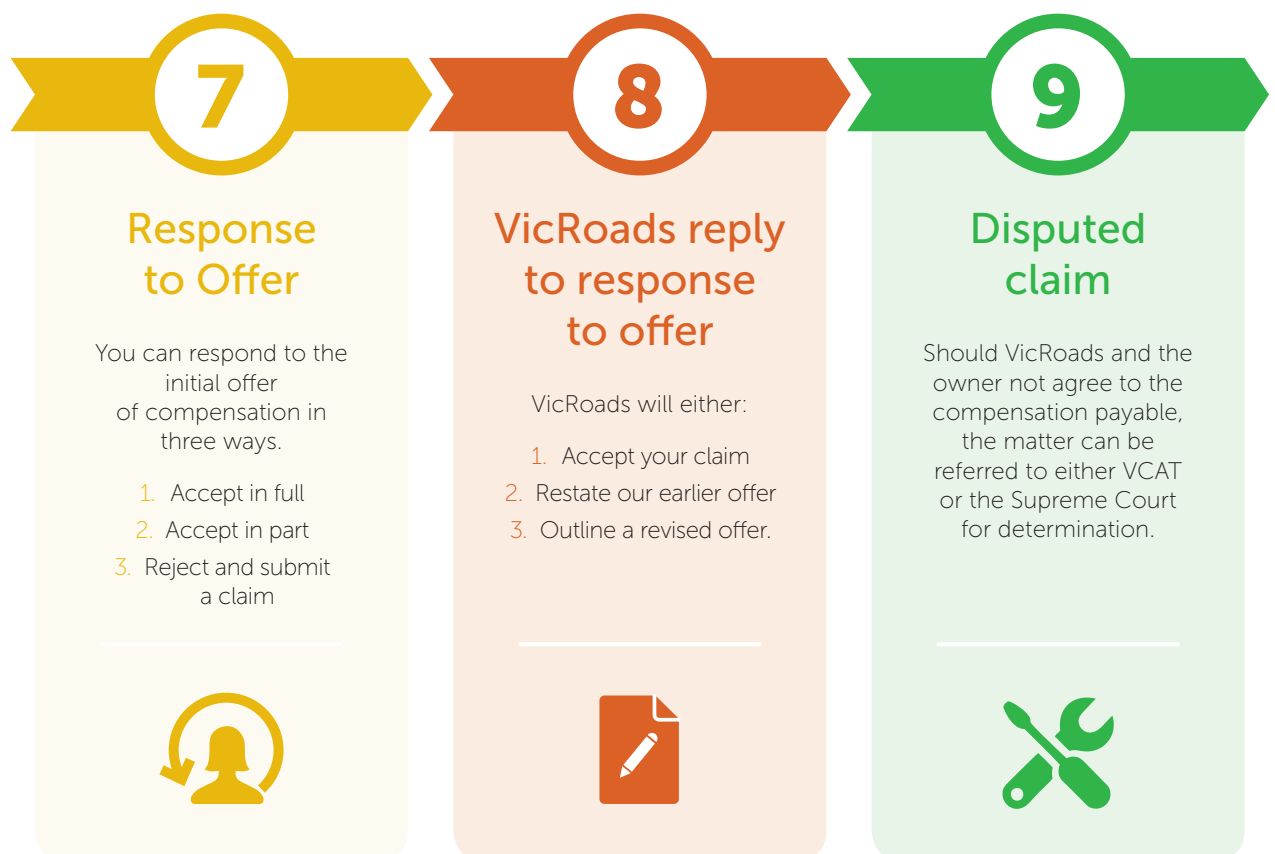 7
Response
to Offer
You can respond to the
initial offer
of compensation in
three ways.
1. Accept in full
2. Accept in part
3. Reject and submit
a claim
8
VicRoads reply
to response
to offer
VicRoads will either:
1. Accept your claim
2. Restate our earlier offer
3. Outline a revised offer.
9
Disputed
claim
Should VicRoads and the
owner not agree to the
compensation payable,
the matter can be
referred to either VCAT
or the Supreme Court
for determination.